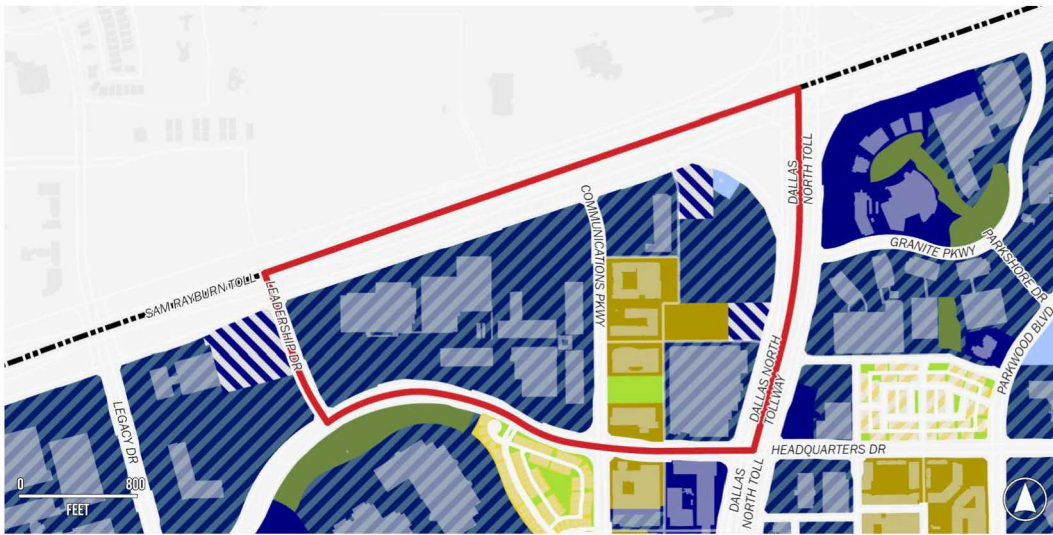 DALLAS
NORTH TOLL
COMMUNICATIONS PKWY
GRANITE PKWY
PARKSHORE DR
SAM RAYBURN TOLL
LEADERSHIP DR
PARKWOOD BLVD
DALLAS NORTH
TOLLWAY
LEGACY DR
HEADQUARTERS DR
DALLAS
NORTH TOLL
0 800
FEET